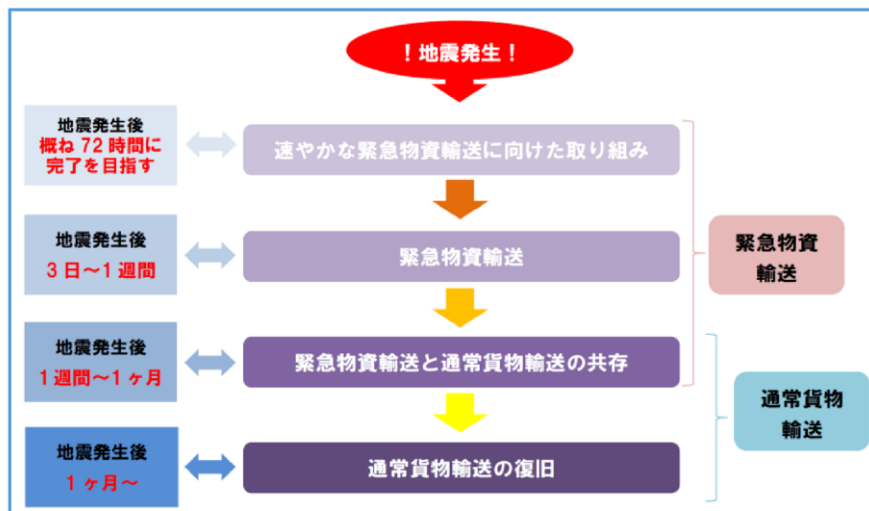 ！地震発生！
地震発生後
概ね 72 時間に
完了を目指す
速やかな緊急物資輸送に向けた取り組み
地震発生後
3 日～1 週間
緊急物資輸送
緊急物資
輸送
地震発生後
1 週間～1 ヶ月
緊急物資輸送と通常貨物輸送の共存
通常貨物
輸送
地震発生後
1 ヶ月～
通常貨物輸送の復旧